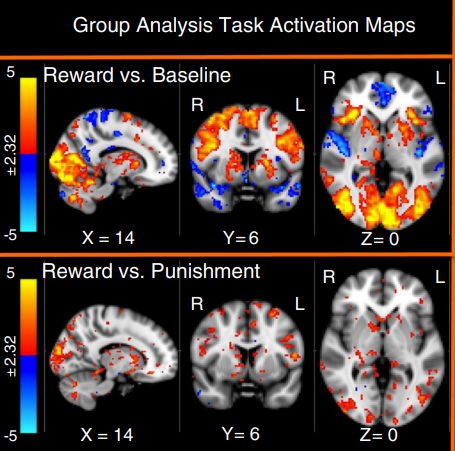 Group Analysis Task Activation Maps
5
Reward vs. Baseline
R L
R L
±2.32
-5
X = 14 Y=6 Z= 0
5
Reward vs. Punishment
R L
R L
±2.32
-5
X = 14 Y= 6 Z= 0